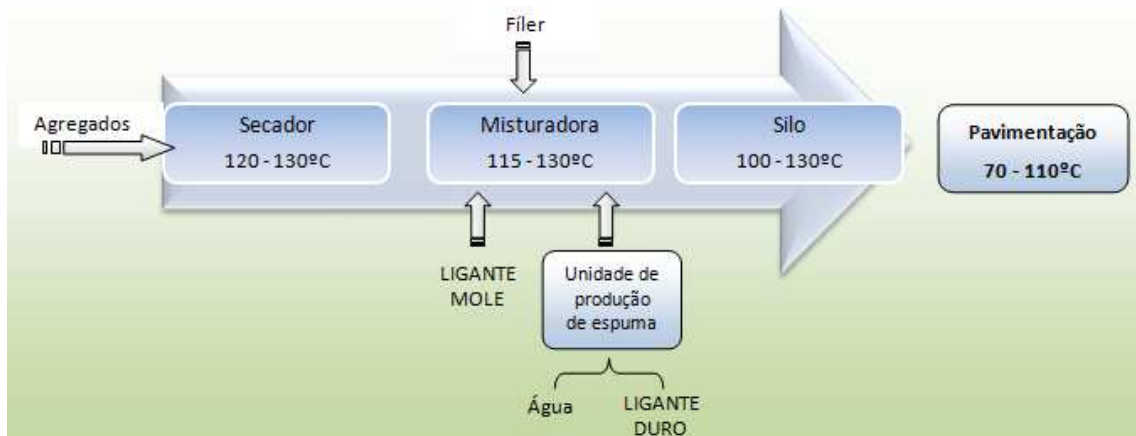 Fíler
Agregados
Secador
120 - 130ºC
Misturadora
115 - 130ºC
Silo
100 - 130ºC
Pavimentação
70 - 110ºC
LIGANTE
MOLE
Unidade de
produção
de espuma
Água
LIGANTE
DURO